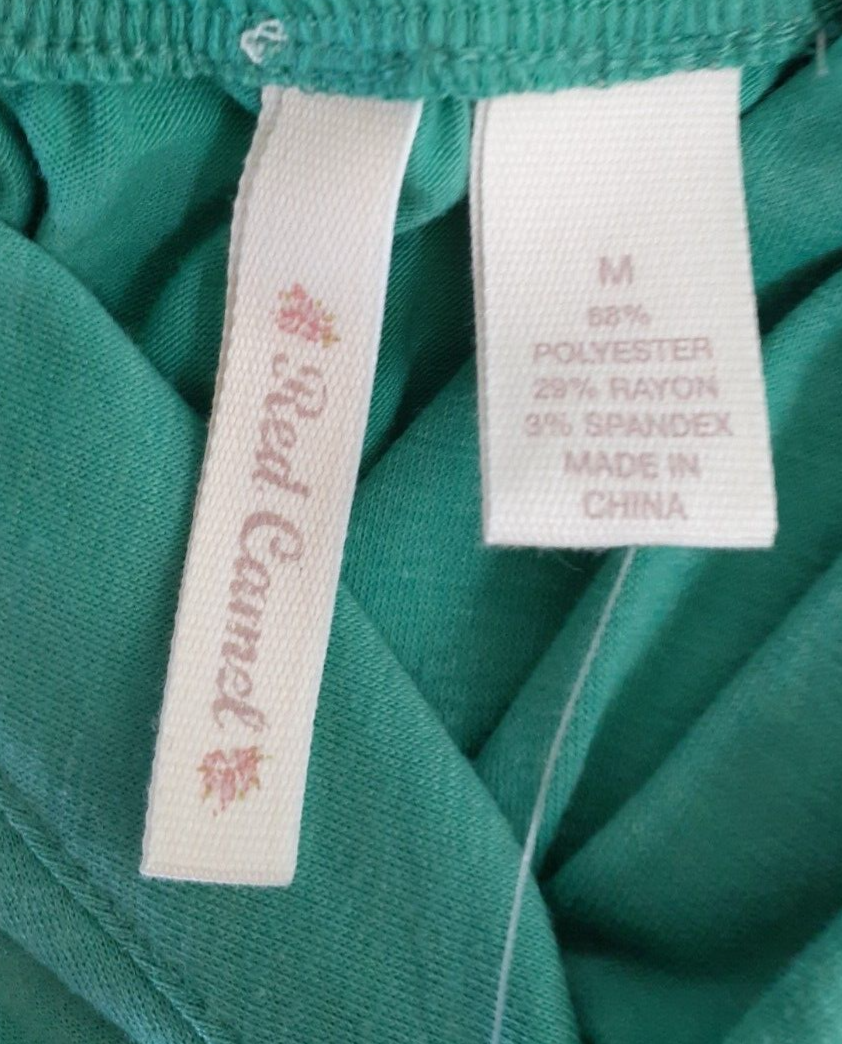 Red Camel
M
68%
POLYESTER
29% RAYON
3% SPANDEX
MADE IN
CHINA